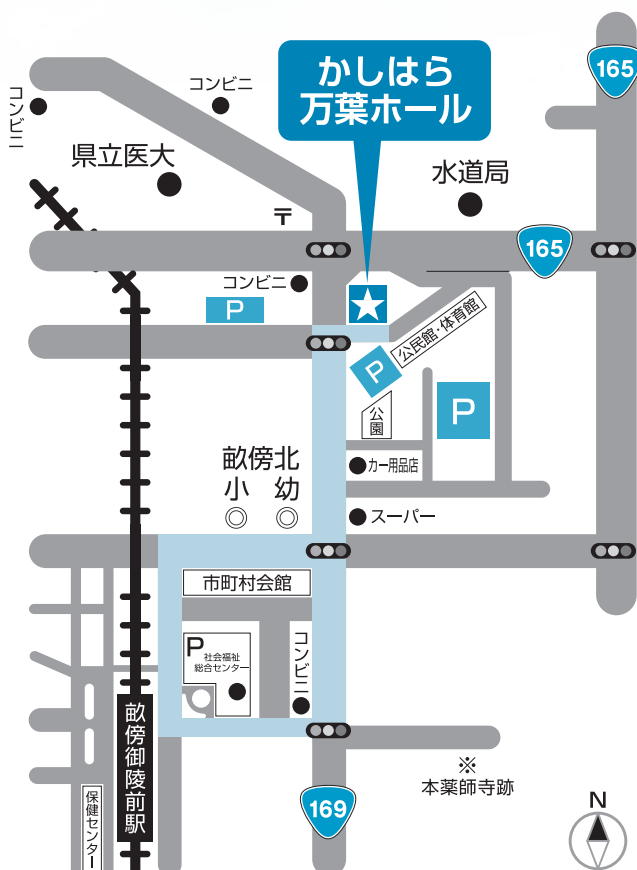 165
かしはら
万葉ホール
コンビニ
コンビニ
県立医大
水道局
〒
165
コンビニ
P
公民館・体育館
P
P
公園
カー用品店
畝傍北
小 幼
スーパー
市町村会館
P
社会福祉
総合センター
コンビニ
畝傍御陵前駅
保健センター
169
※
本薬師寺跡
N